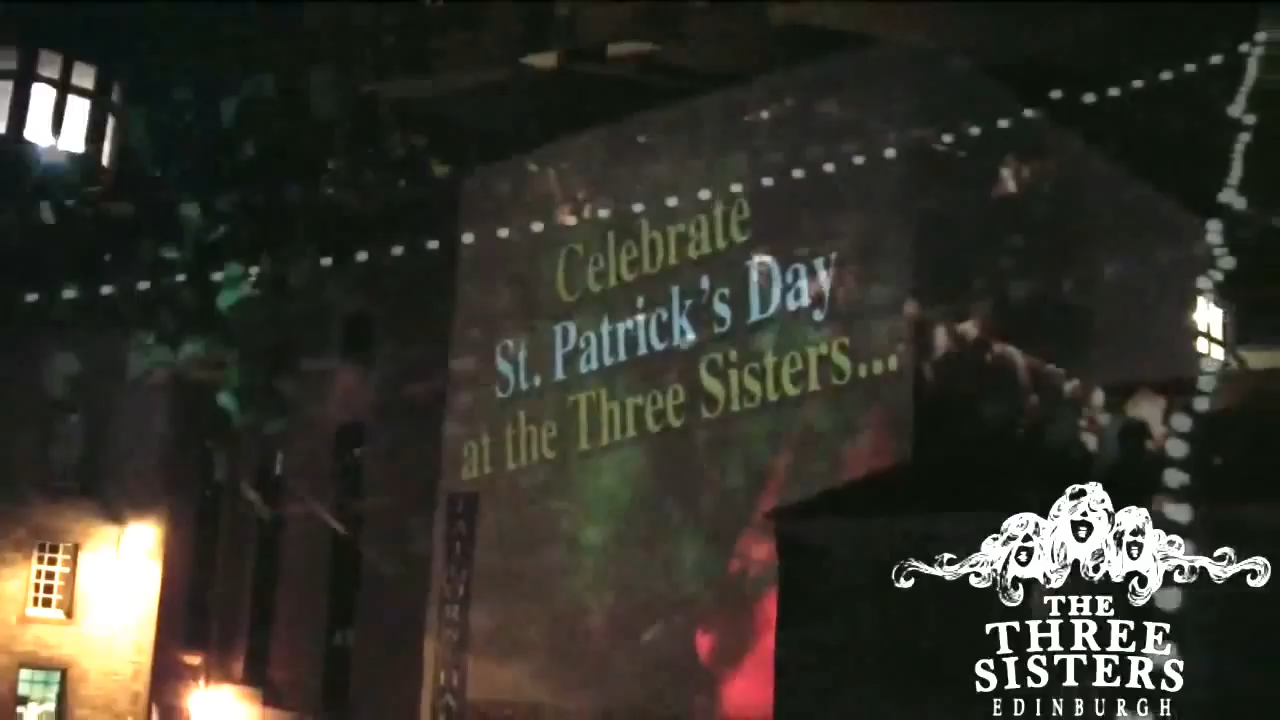 Celebrate
St. Patrick's Day
at the Three Sisters...
THE
THREE
SISTERS
EDINBURGH